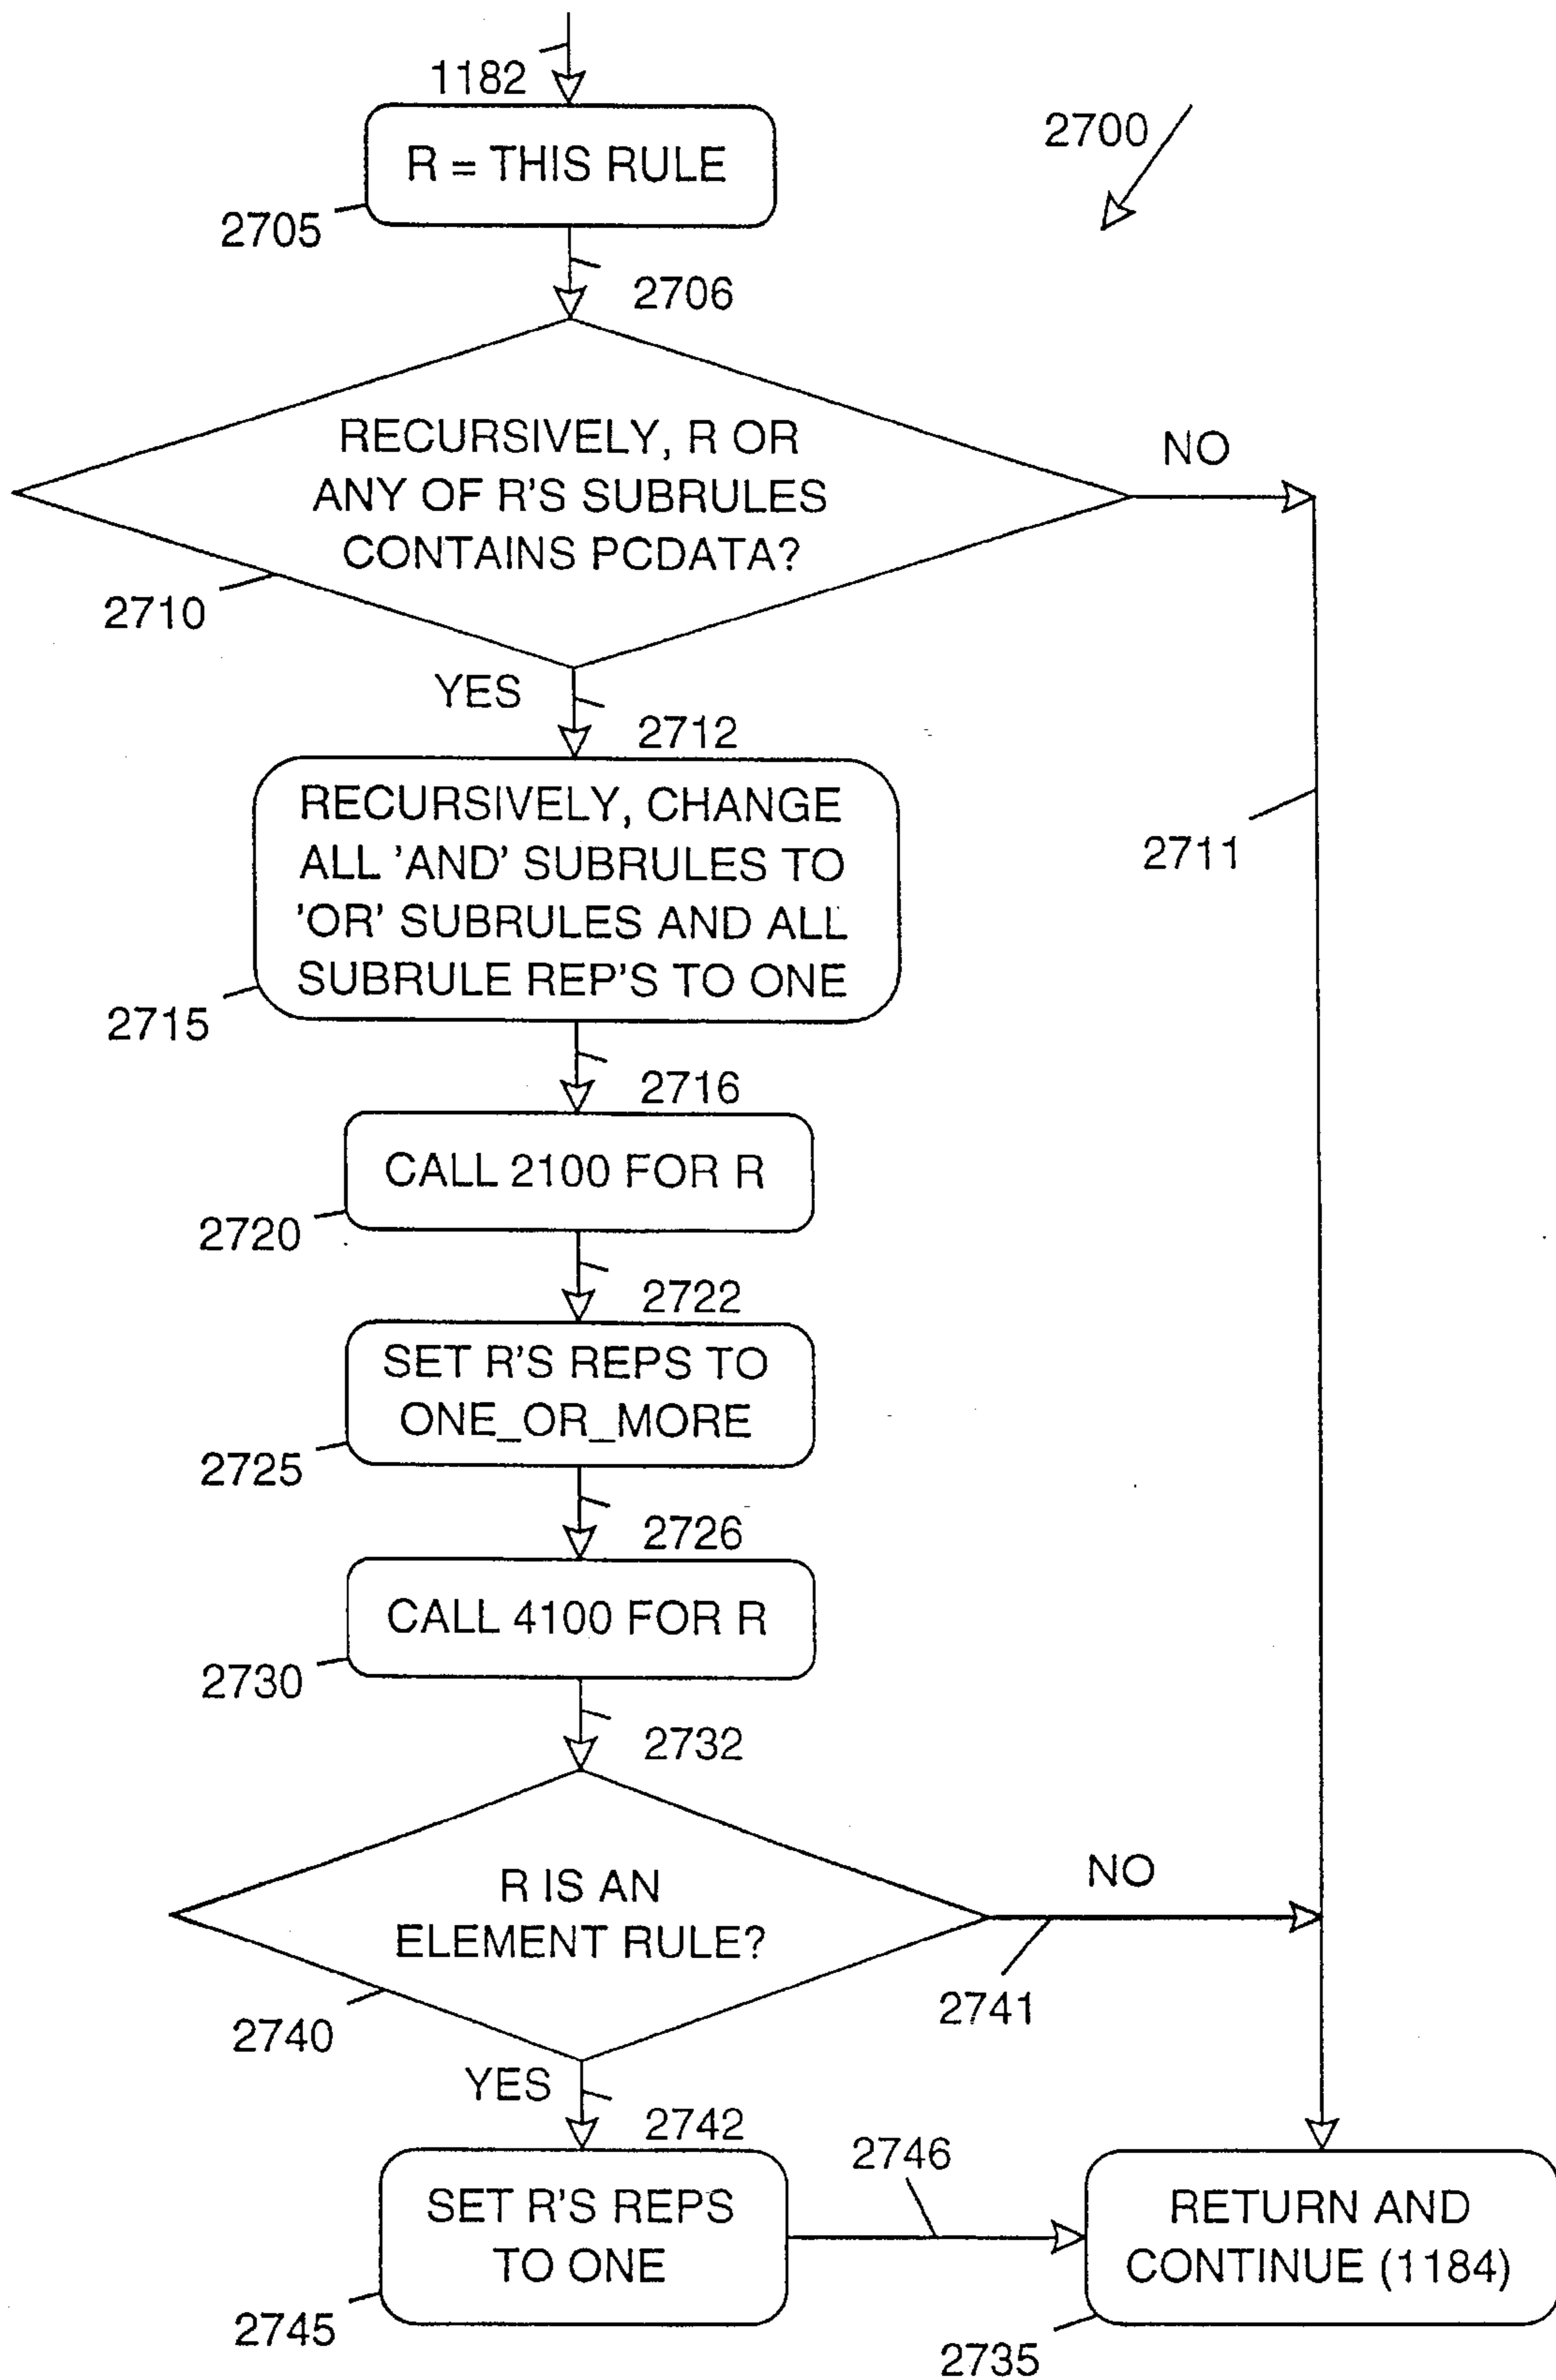 1182
2700
R = THIS RULE
2705
2706
RECURSIVELY, R OR
ANY OF R'S SUBRULES
CONTAINS PCDATA?
NO
2710
YES
2712
2711
RECURSIVELY, CHANGE
ALL 'AND' SUBRULES TO
'OR' SUBRULES AND ALL
SUBRULE REP'S TO ONE
2715
2716
CALL 2100 FOR R
2720
2722
SET R'S REPS TO
ONE_OR_MORE
2725
2726
CALL 4100 FOR R
2730
2732
R IS AN
ELEMENT RULE?
NO
2741
2740
YES
2742
2746
SET R'S REPS
TO ONE
2745
RETURN AND
CONTINUE (1184)
2735